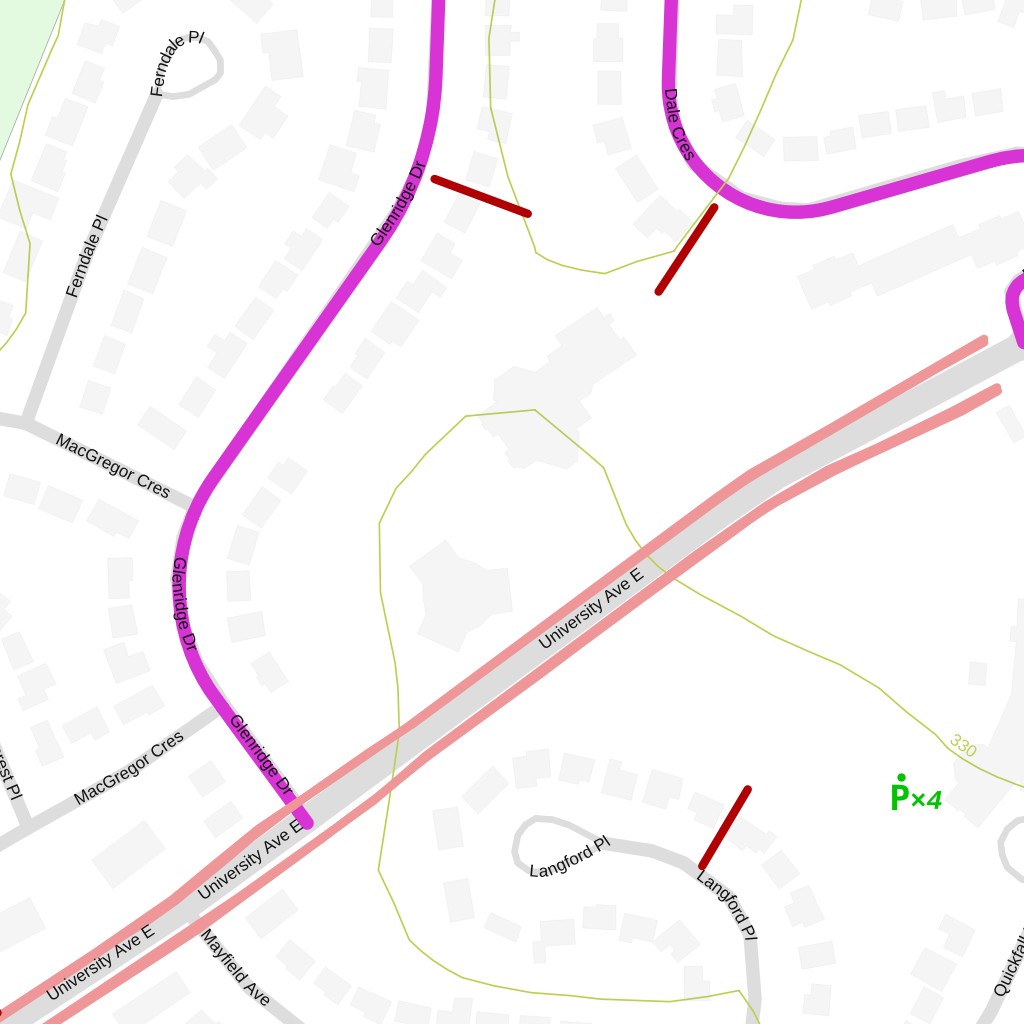 Ferndale Pl
Dale Cres
Glenridge Dr
Ferndale Pl
MacGregor Cres
Glenridge Dr
University Ave E
Glenridge Dr
330
MacGregor Cres
P×4
University Ave E
Langford Pl
Langford Pl
University Ave E
Mayfield Ave